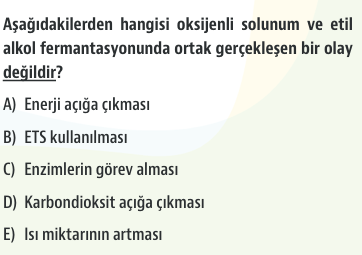 Aşağıdakilerden hangisi oksijenli solunum ve etil
alkol fermantasyonunda ortak gerçekleşen bir olay
değildir?
A) Enerji açığa çıkması
B) ETS kullanılması
C) Enzimlerin görev alması
D) Karbondioksit açığa çıkması
E) Isı miktarının artması